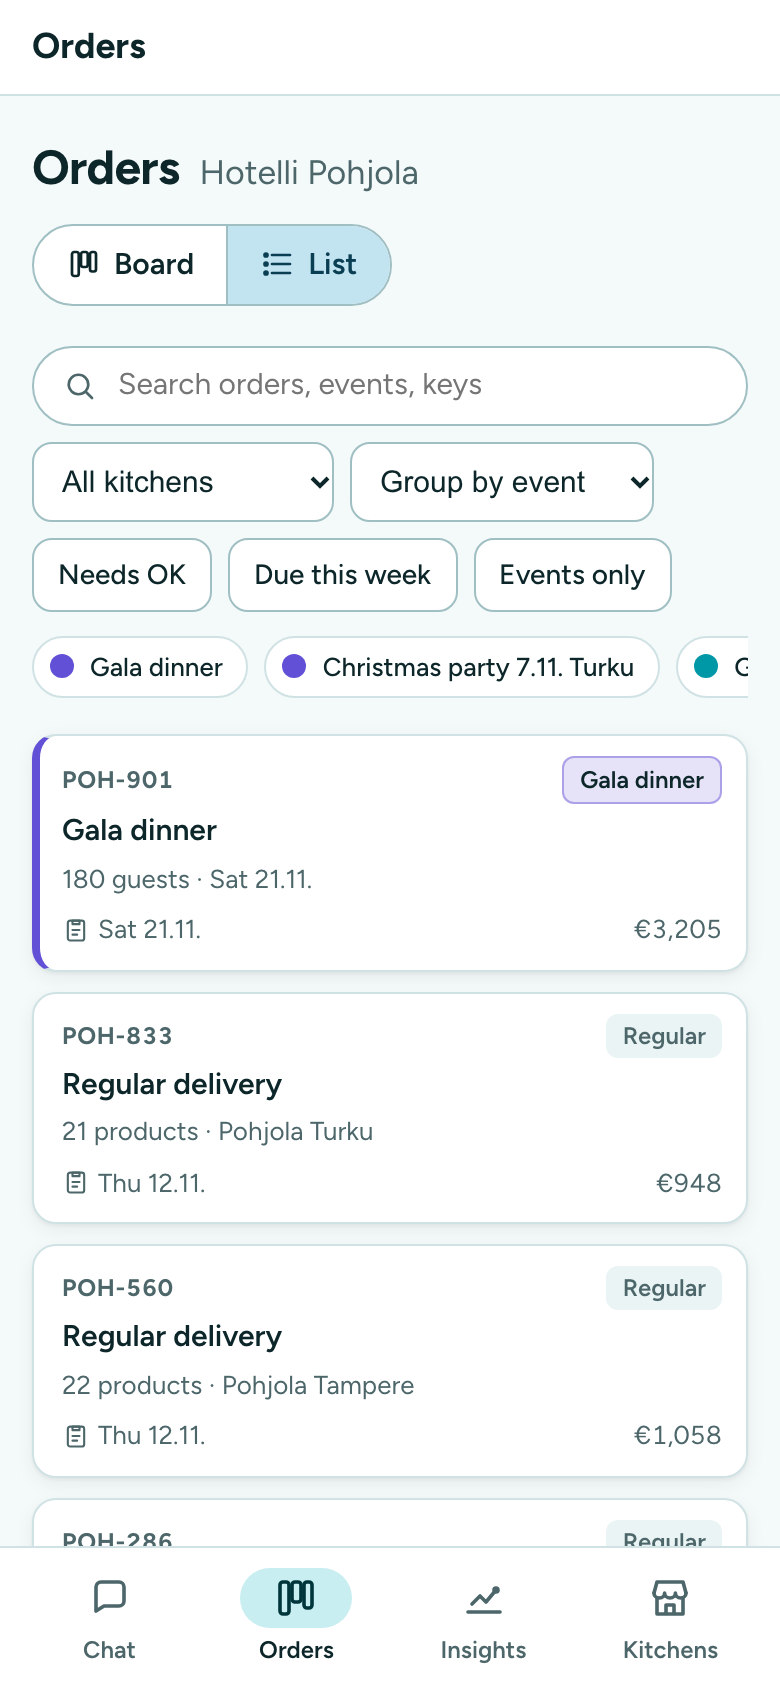 Orders
Orders Hotelli Pohjola
Board List
Search orders, events, keys
All kitchens Group by event
Needs OK Due this week Events only
Gala dinner Christmas party 7.11. Turku G
POH-901 Gala dinner
Gala dinner
180 guests · Sat 21.11.
Sat 21.11. €3,205
POH-833 Regular
Regular delivery
21 products · Pohjola Turku
Thu 12.11. €948
POH-560 Regular
Regular delivery
22 products · Pohjola Tampere
Thu 12.11. €1,058
POH-286 Regular
Chat Orders Insights Kitchens